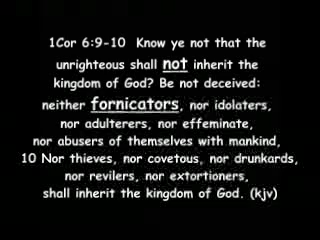 1Cor 6:9-10 Know ye not that the
unrighteous shall not inherit the
kingdom of God? Be not deceived:
neither fornicators, nor idolaters,
nor adulterers, nor effeminate,
nor abusers of themselves with mankind,
10 Nor thieves, nor covetous, nor drunkards,
nor revilers, nor extortioners,
shall inherit the kingdom of God. (kjv)